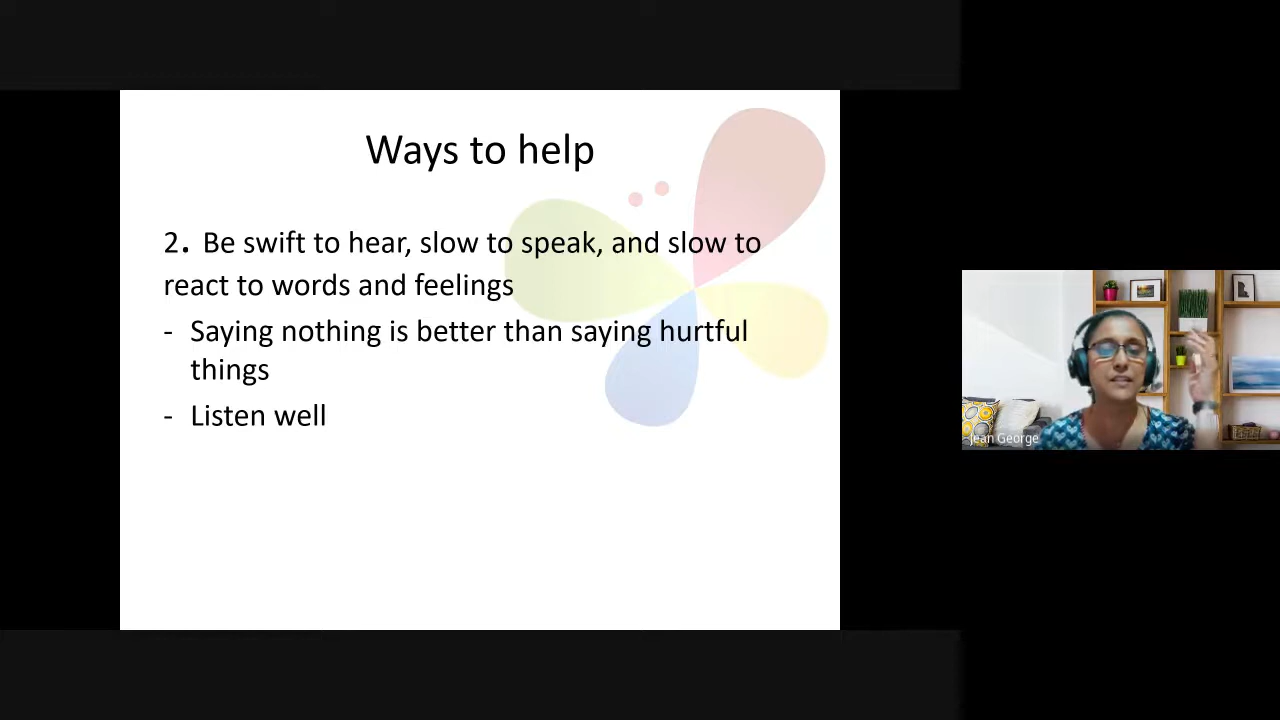 Ways to help
2. Be swift to hear, slow to speak, and slow to
react to words and feelings
- Saying nothing is better than saying hurtful
things
- Listen well
Jean George